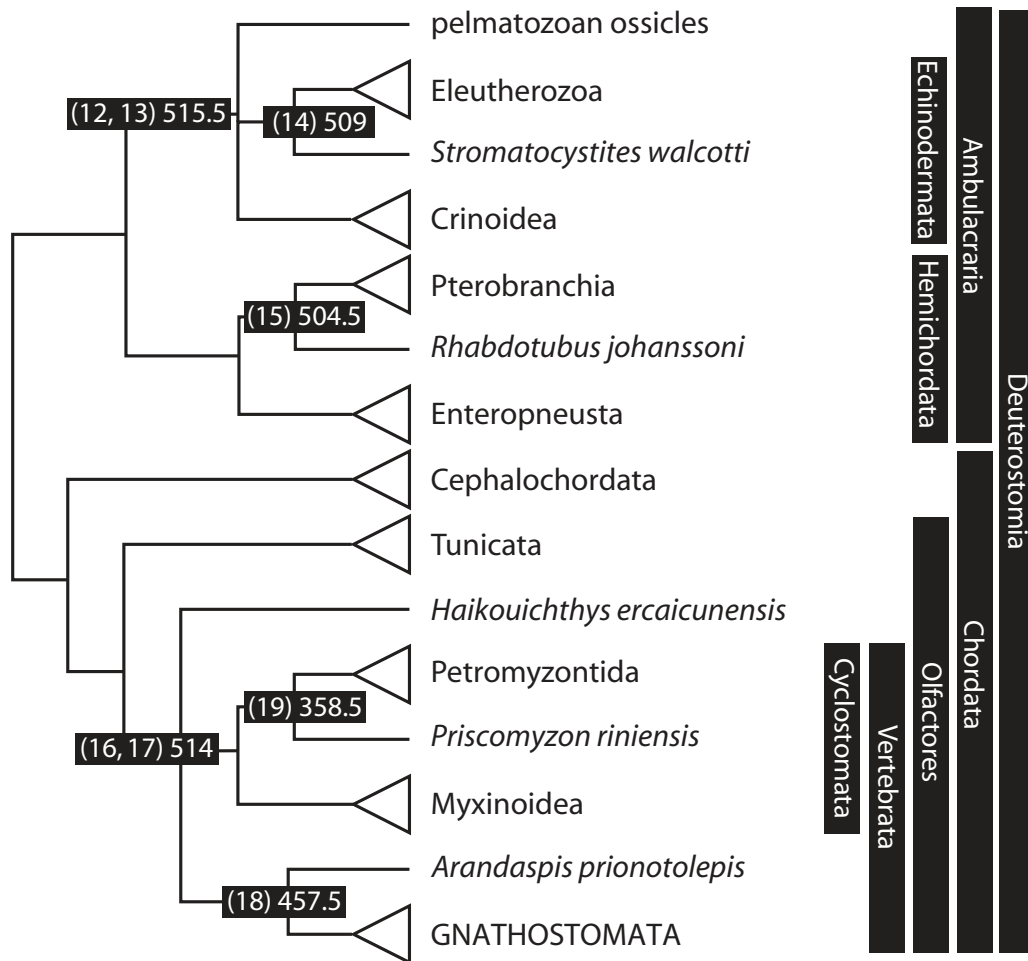 pelmatozoan ossicles
Eleutherozoa
(12, 13) 515.5
(14) 509
Stromatocystites walcotti
Crinoidea
Pterobranchia
(15) 504.5
Rhabdotubus johanssoni
Enteropneusta
Cephalochordata
Tunicata
Haikouichthys ercaicunensis
Petromyzontida
(19) 358.5
Priscomyzon riniensis
(16, 17) 514
Myxinoidea
Arandaspis prionotolepis
(18) 457.5
GNATHOSTOMATA
Cyclostomata
Vertebrata
Echinodermata
Hemichordata
Olfactores
Ambulacraria
Chordata
Deuterostomia